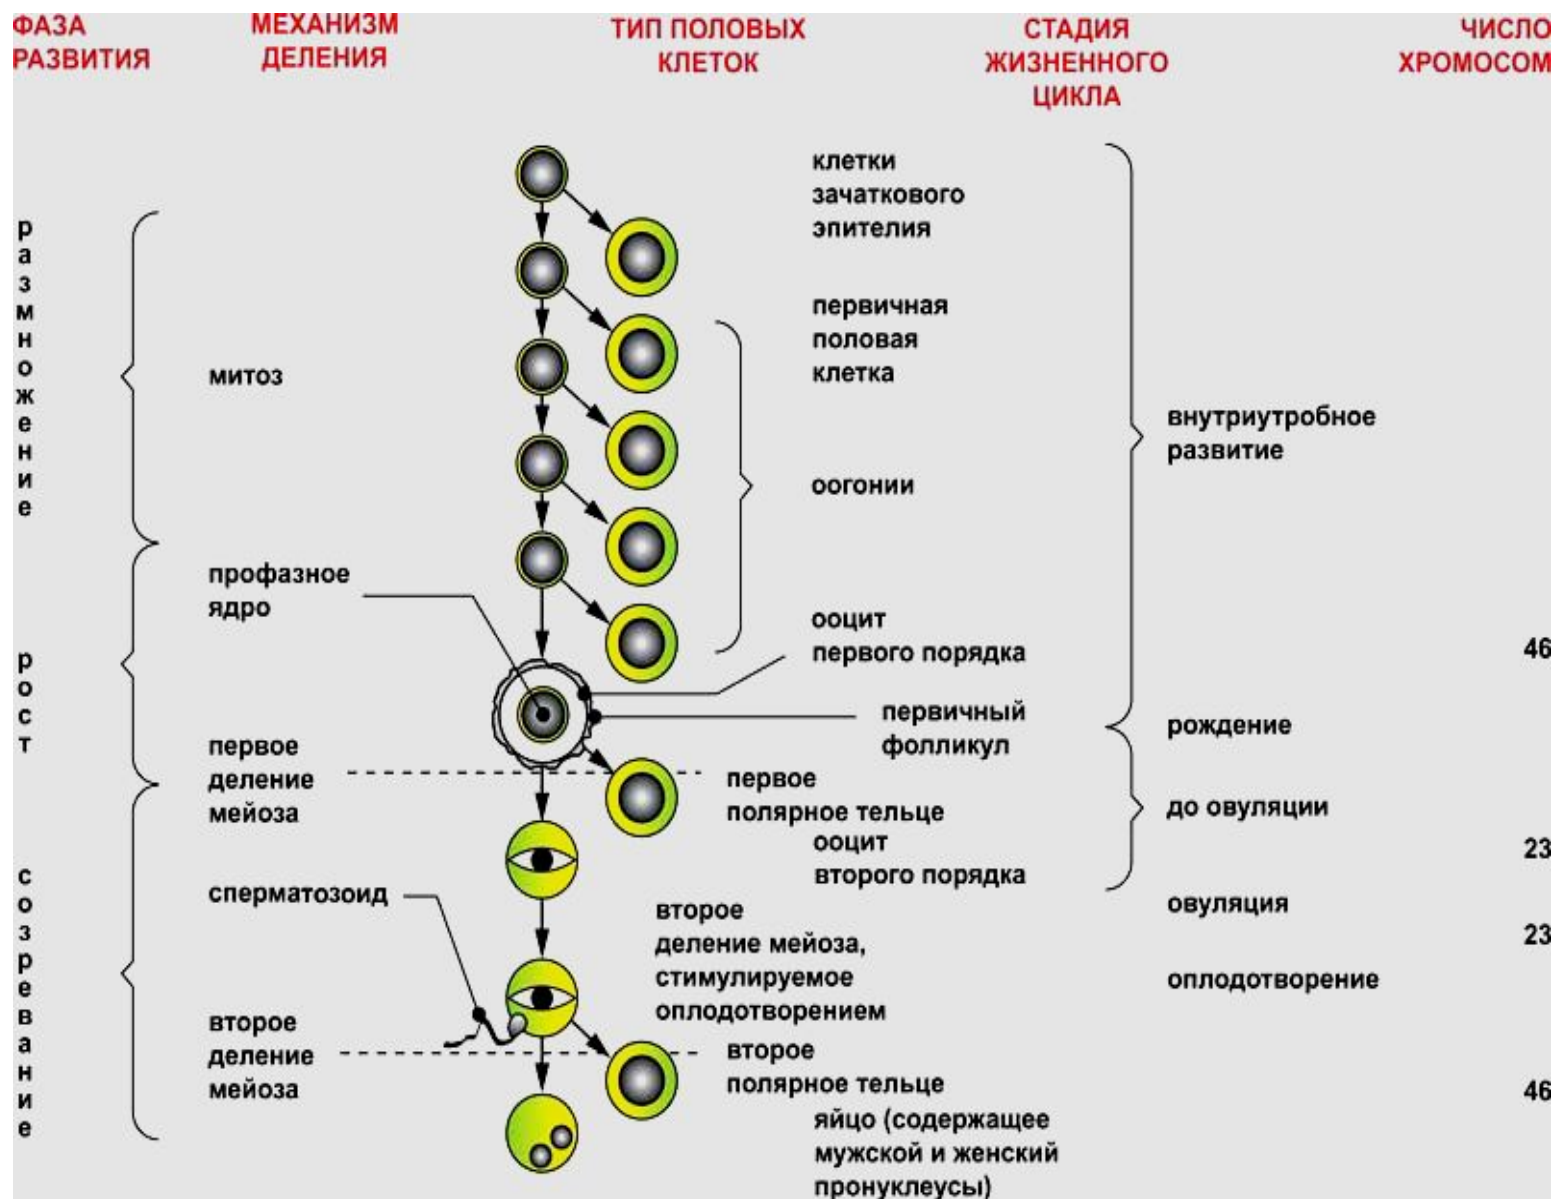 ФАЗА
РАЗВИТИЯ
МЕХАНИЗМ
ДЕЛЕНИЯ
ТИП ПОЛОВЫХ
КЛЕТОК
СТАДИЯ
ЖИЗНЕННОГО
ЦИКЛА
ЧИСЛО
ХРОМОСОМ
размножение
рост
созревание
митоз
профазное
ядро
первое
деление
мейоза
сперматозоид
второе
деление
мейоза
клетки
зачаткового
эпителия
первичная
половая
клетка
оогонии
ооцит
первого порядка
первичный
фолликул
первое
полярное тельце
ооцит
второго порядка
второе
деление мейоза,
стимулируемое
оплодотворением
второе
полярное тельце
яйцо (содержащее
мужской и женский
пронуклеусы)
внутриутробное
развитие
рождение
до овуляции
овуляция
оплодотворение
46
23
23
46